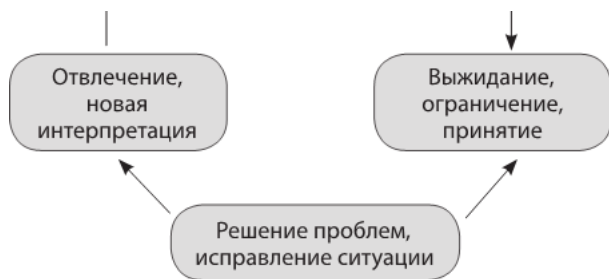 Отвлечение,
новая
интерпретация
Выжидание,
ограничение,
принятие
Решение проблем,
исправление ситуации